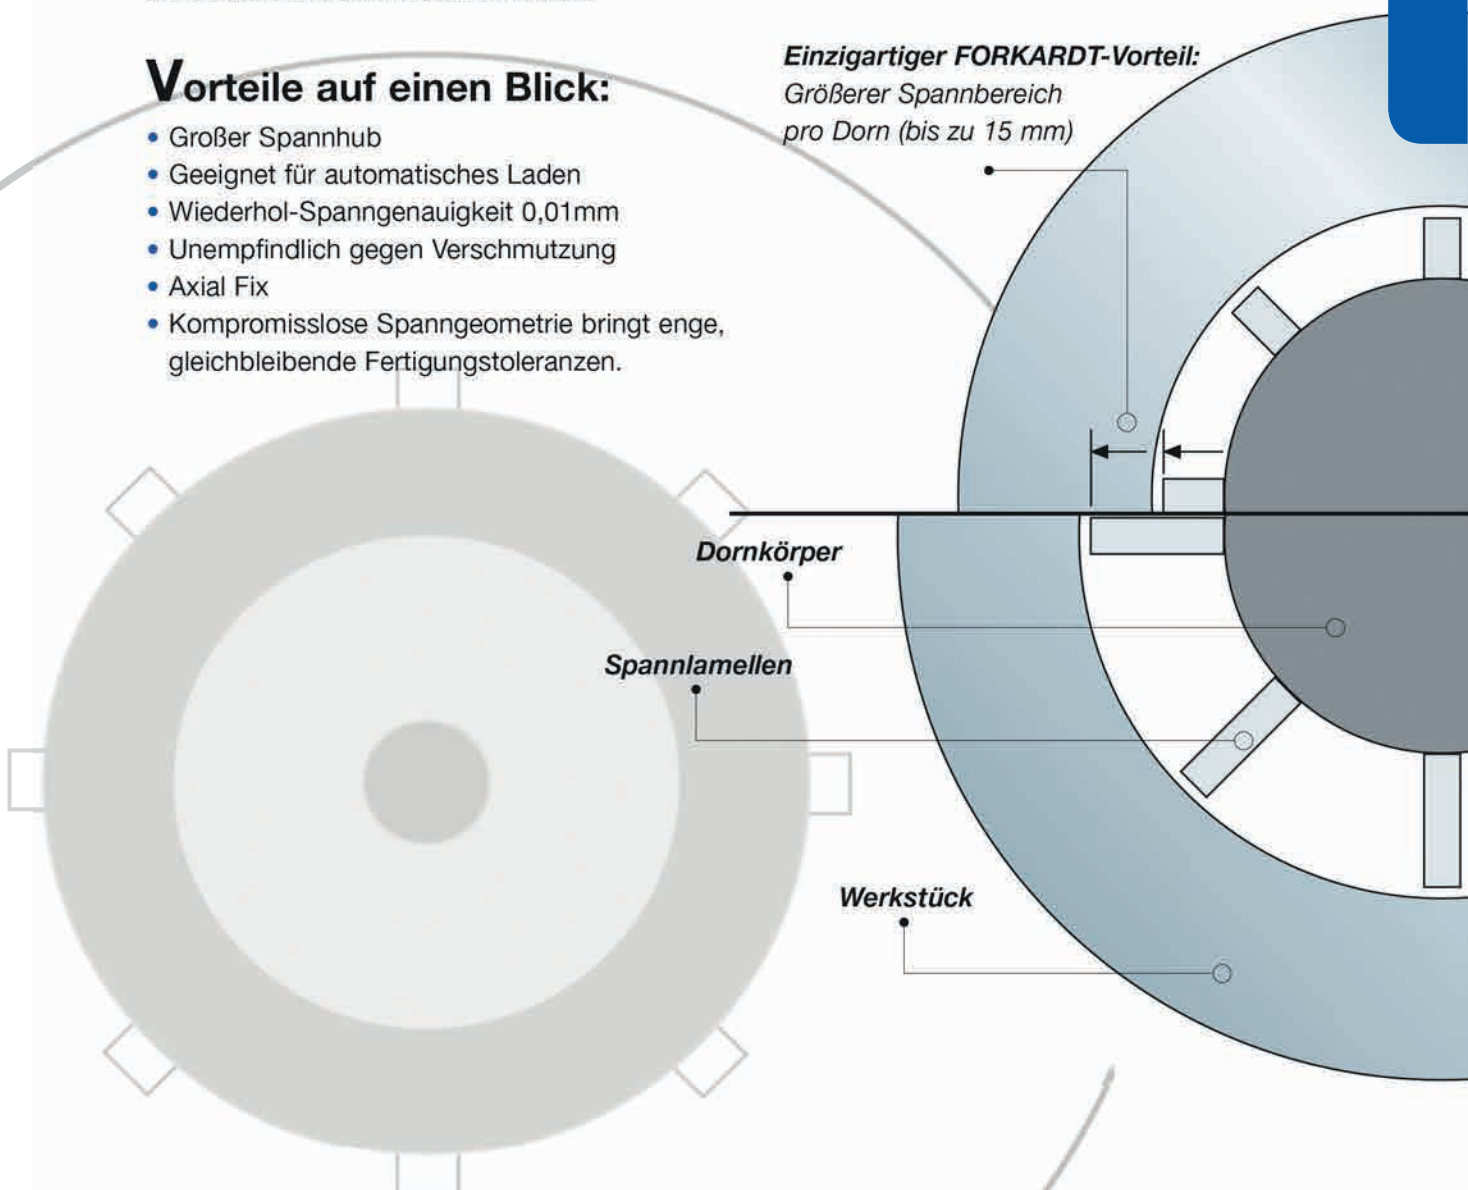 Vorteile auf einen Blick:
• Großer Spannhub
• Geeignet für automatisches Laden
• Wiederhol-Spanngenauigkeit 0,01mm
• Unempfindlich gegen Verschmutzung
• Axial Fix
• Kompromisslose Spanngeometrie bringt enge,
gleichbleibende Fertigungstoleranzen.
Einzigartiger FORKARDT-Vorteil:
Größerer Spannbereich
pro Dorn (bis zu 15 mm)
Dornkörper
Spannlamellen
Werkstück